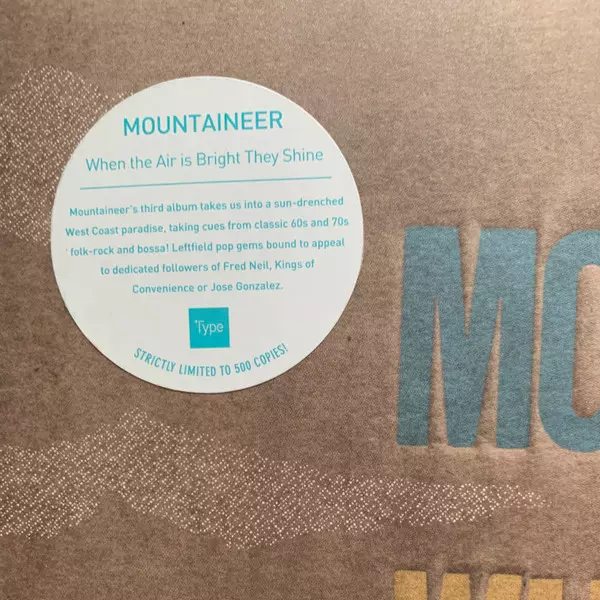 MOUNTAINEER
When the Air is Bright They Shine
Mountaineer's third album takes us into a sun-drenched
West Coast paradise, taking cues from classic 60s and 70s
folk-rock and bossa! Leftfield pop gems bound to appeal
to dedicated followers of Fred Neil, Kings of
Convenience or Jose Gonzalez.
Type
STRICTLY LIMITED TO 500 COPIES!
MO